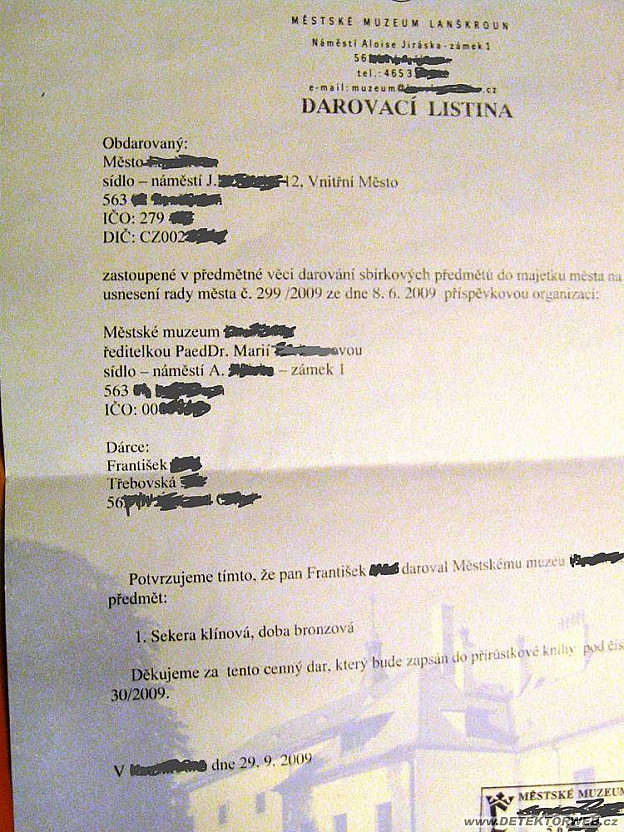 MĚSTSKÉ MUZEUM LANŠKROUN
Náměstí Aloise Jiráska-zámek 1
56
tel.: 4653
e-mail: muzeum@ .cz
DAROVACÍ LISTINA
Obdarovaný:
Město
sídlo – náměstí J. 12, Vnitřní Město
563
IČO: 279
DIČ: CZ002
zastoupené v předmětné věci darování sbírkových předmětů do majetku města na
usnesení rady města č. 299 /2009 ze dne 8. 6. 2009 příspěvkovou organizací:
Městské muzeum
ředitelkou PaedDr. Marií vou
sídlo – náměstí A. – zámek 1
563
IČO: 00
Dárce:
František
Třebovská
56
Potvrzujeme tímto, že pan František daroval Městskému muzeu
předmět:
1. Sekera klínová, doba bronzová
Děkujeme za tento cenný dar, který bude zapsán do přírůstkové knihy pod čís
30/2009.
V dne 29. 9. 2009
MĚSTSKÉ MUZEUM
www.DETEKTORWEB.cz